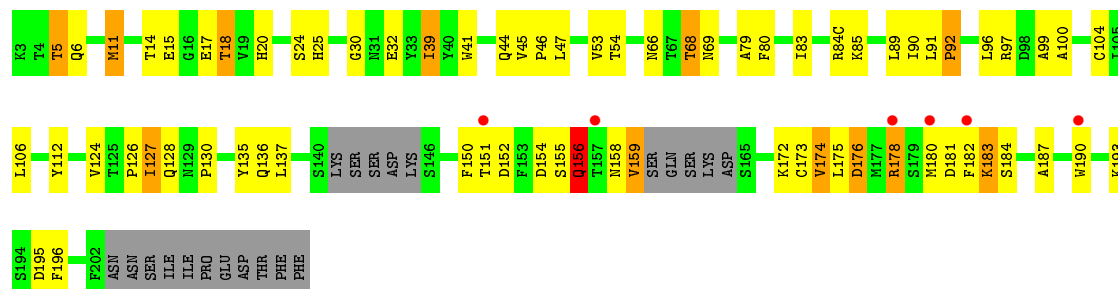 K3 T4 T5 Q6 M11 T14 E15 G16 E17 T18 V19 H20 S24 H25 G30 N31 E32 Y33 I39 Y40 W41 Q44 V45 P46 L47 V53 T54 N66 T67 T68 N69 A79 F80 I83 R84C K85 L89 I90 L91 P92 L96 R97 D98 A99 A100 C104 I105
L106 Y112 V124 T125 P126 I127 Q128 N129 P130 Y135 Q136 L137 S140 LYS SER SER ASP LYS S146 F150 T151 D152 F153 D154 S155 Q156 T157 N158 V159 SER GLN SER LYS ASP S165 K172 C173 V174 L175 D176 M177 R178 S179 M180 D181 F182 K183 S184 A187 W190 K193
S194 D195 F196 F202 ASN ASN SER ILE ILE PRO GLU ASP THR PHE PHE